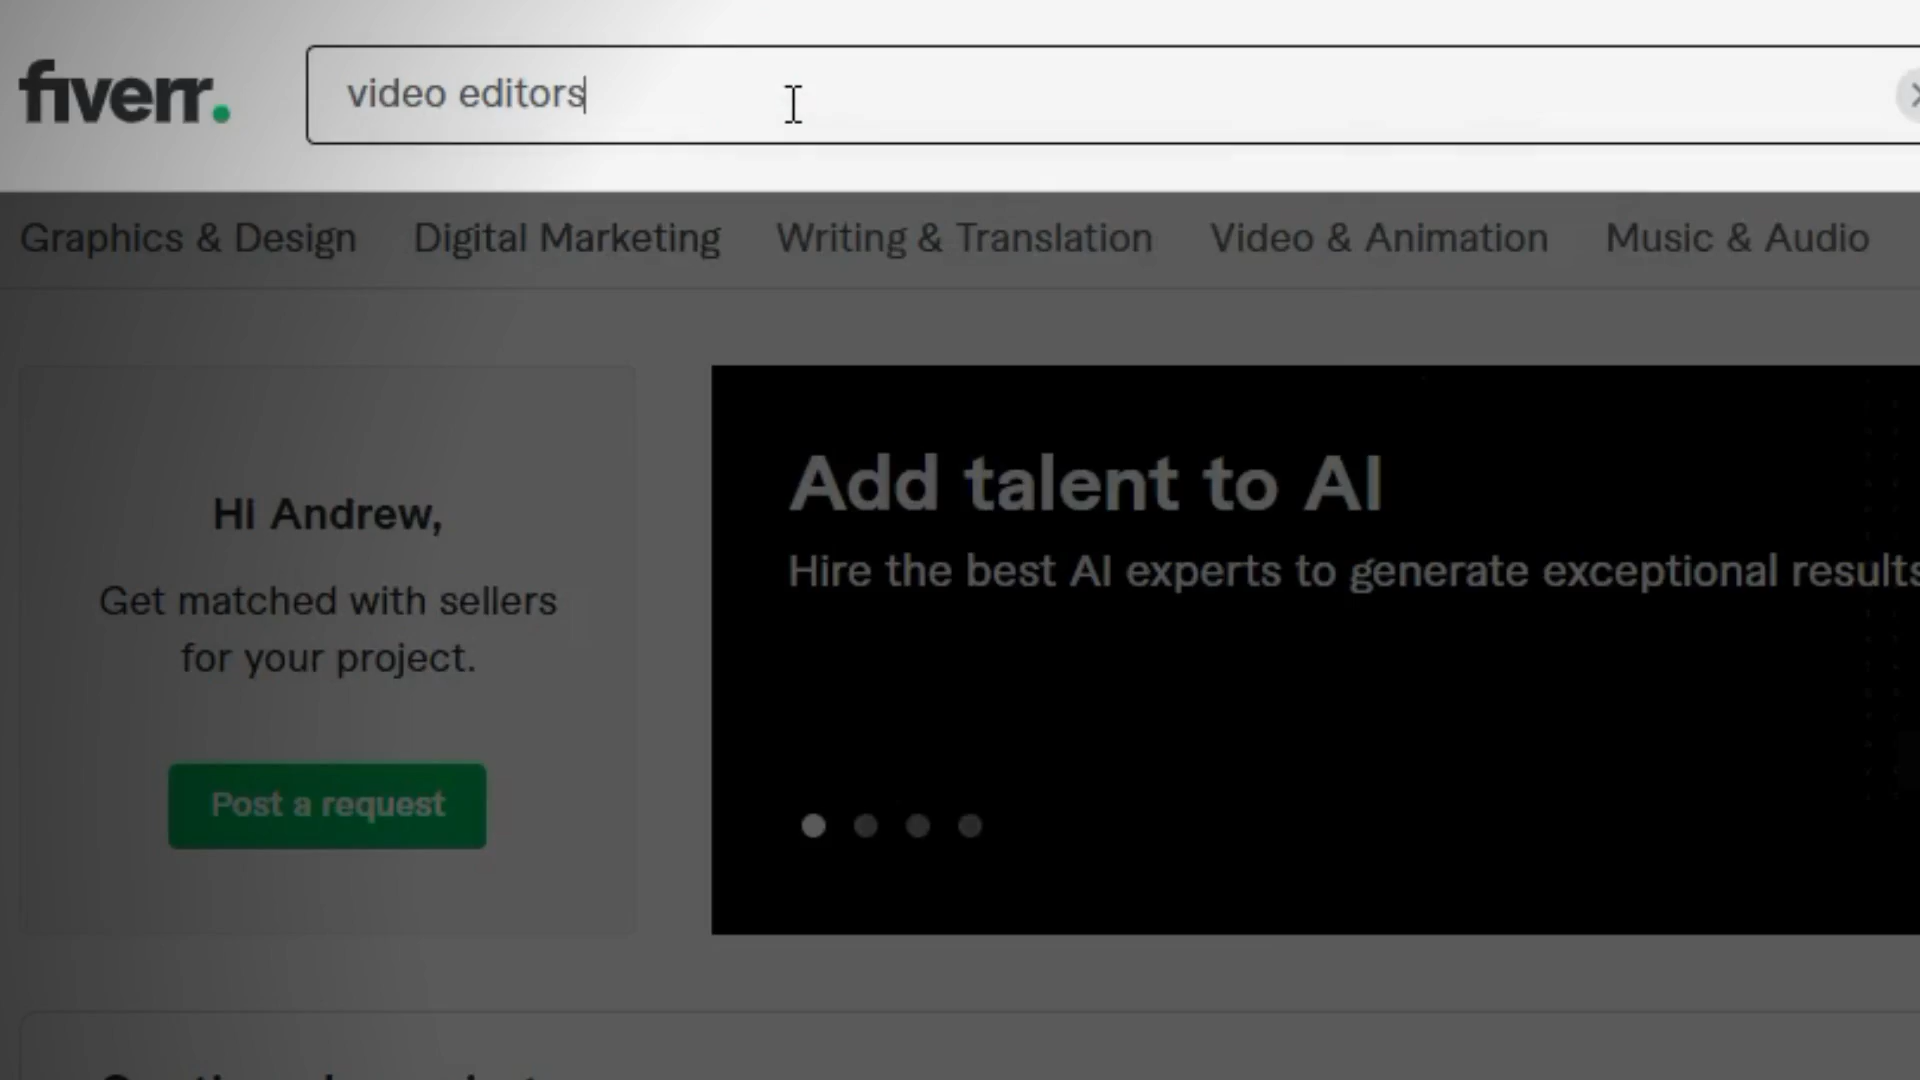 fiverr.
video editors
Graphics & Design Digital Marketing Writing & Translation Video & Animation Music & Audio
Hi Andrew,
Get matched with sellers
for your project.
Post a request
Add talent to AI
Hire the best AI experts to generate exceptional results